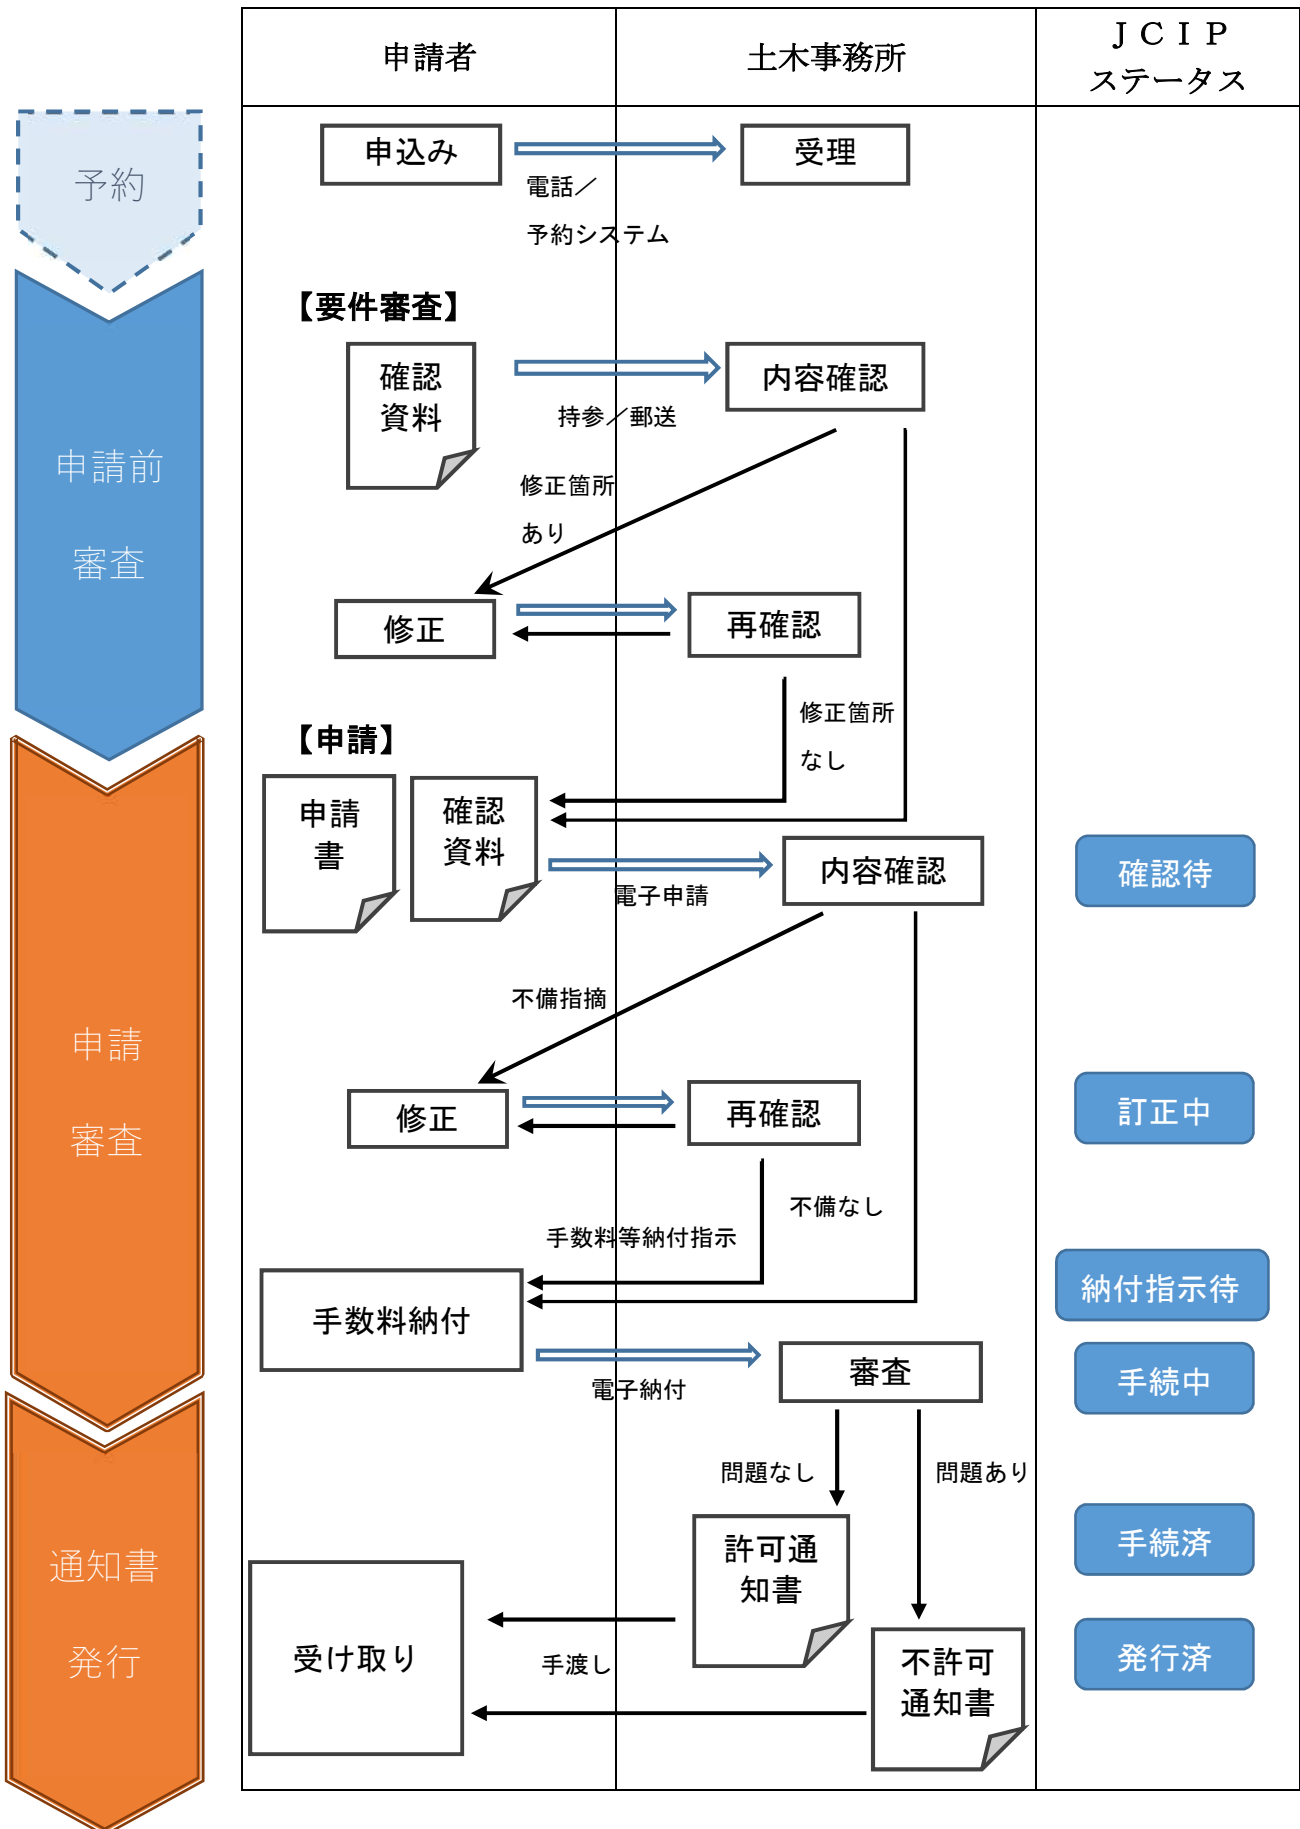 申請者
土木事務所
ＪＣＩＰ
ステータス
予約
申込み
受理
電話／
予約システム
【要件審査】
申請前
審査
確認
資料
内容確認
持参／郵送
修正箇所
あり
修正
再確認
修正箇所
なし
【申請】
申請
審査
申請
書
確認
資料
内容確認
確認待
電子申請
不備指摘
修正
再確認
訂正中
不備なし
手数料等納付指示
手数料納付
納付指示待
電子納付
審査
手続中
問題なし
問題あり
通知書
発行
許可通
知書
手続済
受け取り
手渡し
不許可
通知書
発行済